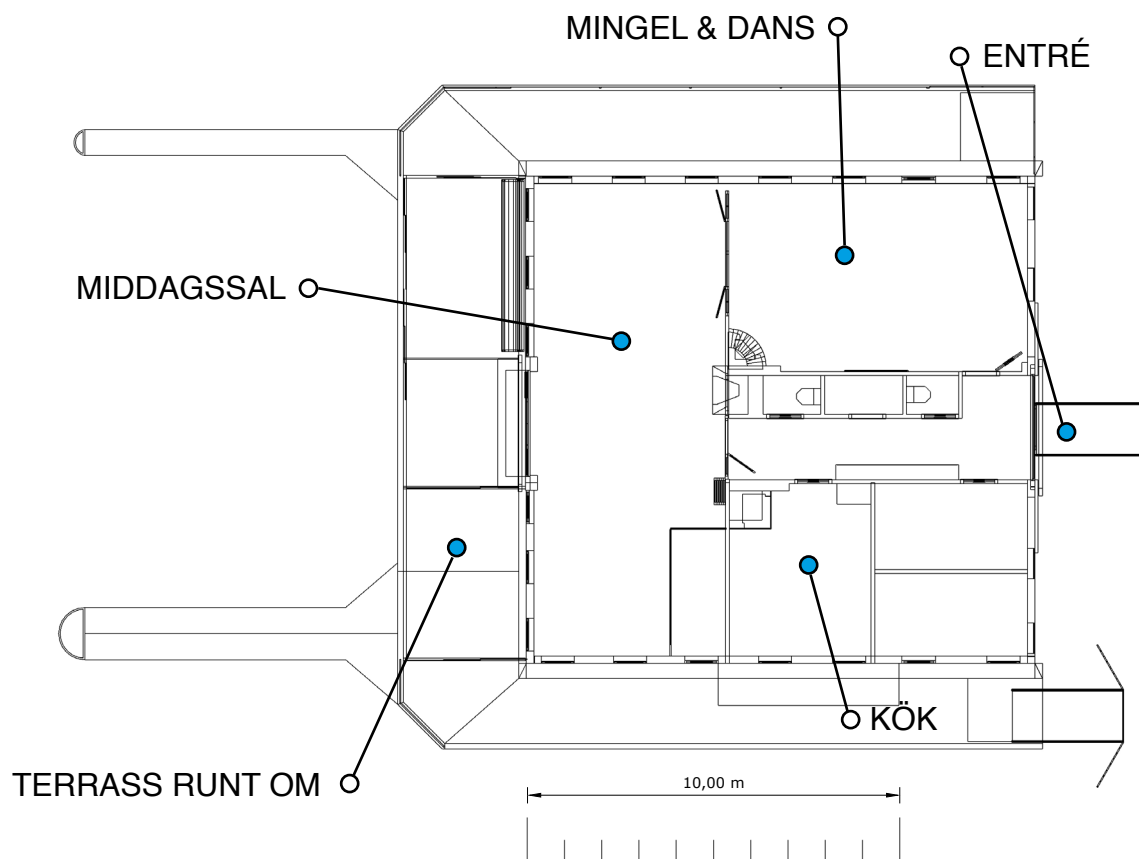 MINGEL & DANS
ENTRÉ
MIDDAGSSAL
KÖK
TERRASS RUNT OM
10,00 m